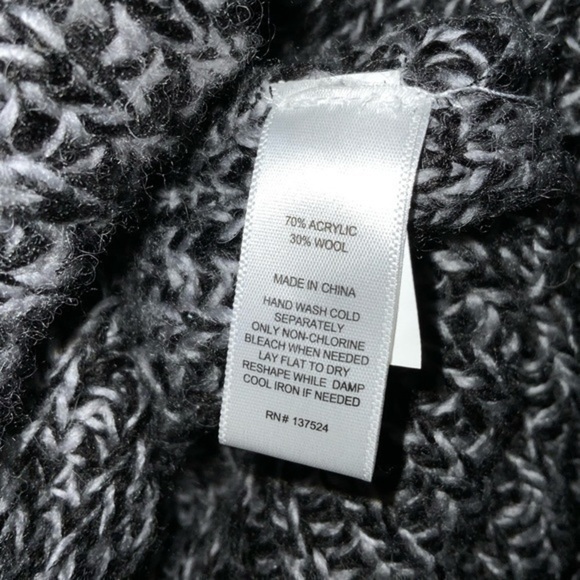 70% ACRYLIC
30% WOOL
MADE IN CHINA
HAND WASH COLD
SEPARATELY
ONLY NON-CHLORINE
BLEACH WHEN NEEDED
LAY FLAT TO DRY
RESHAPE WHILE DAMP
COOL IRON IF NEEDED
RN# 137524